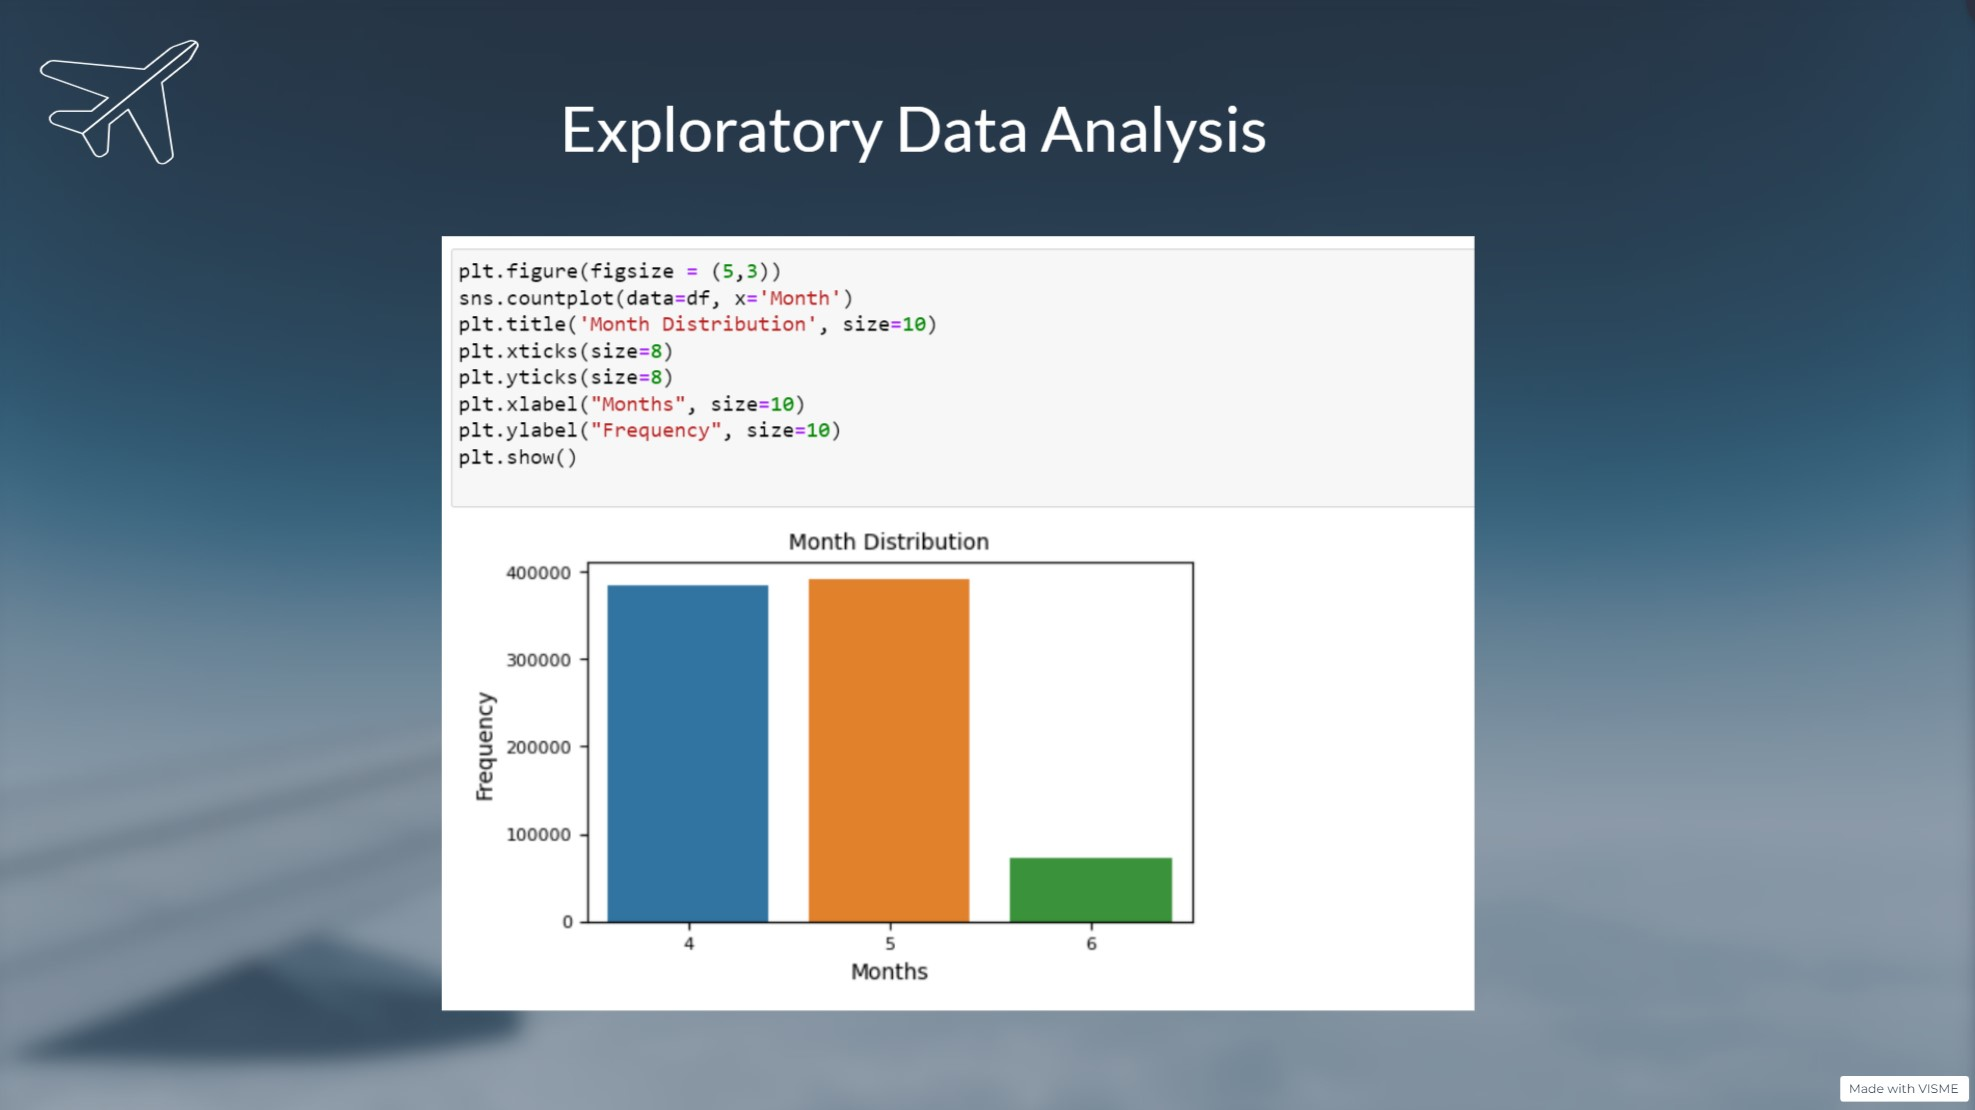 Exploratory Data Analysis
plt.figure(figsize = (5,3))
sns.countplot(data=df, x='Month')
plt.title('Month Distribution', size=10)
plt.xticks(size=8)
plt.yticks(size=8)
plt.xlabel("Months", size=10)
plt.ylabel("Frequency", size=10)
plt.show()
Month Distribution
400000
300000
200000
100000
0
Frequency
4 5 6
Months
Made with VISME